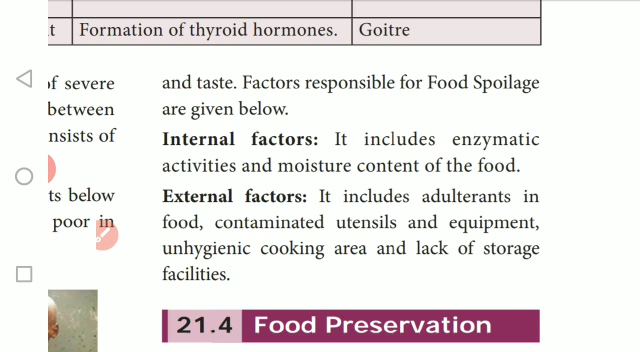 t Formation of thyroid hormones. Goitre
of severe
between
nsists of
ts below
poor in
and taste. Factors responsible for Food Spoilage
are given below.
Internal factors: It includes enzymatic
activities and moisture content of the food.
External factors: It includes adulterants in
food, contaminated utensils and equipment,
unhygienic cooking area and lack of storage
facilities.
21.4 Food Preservation